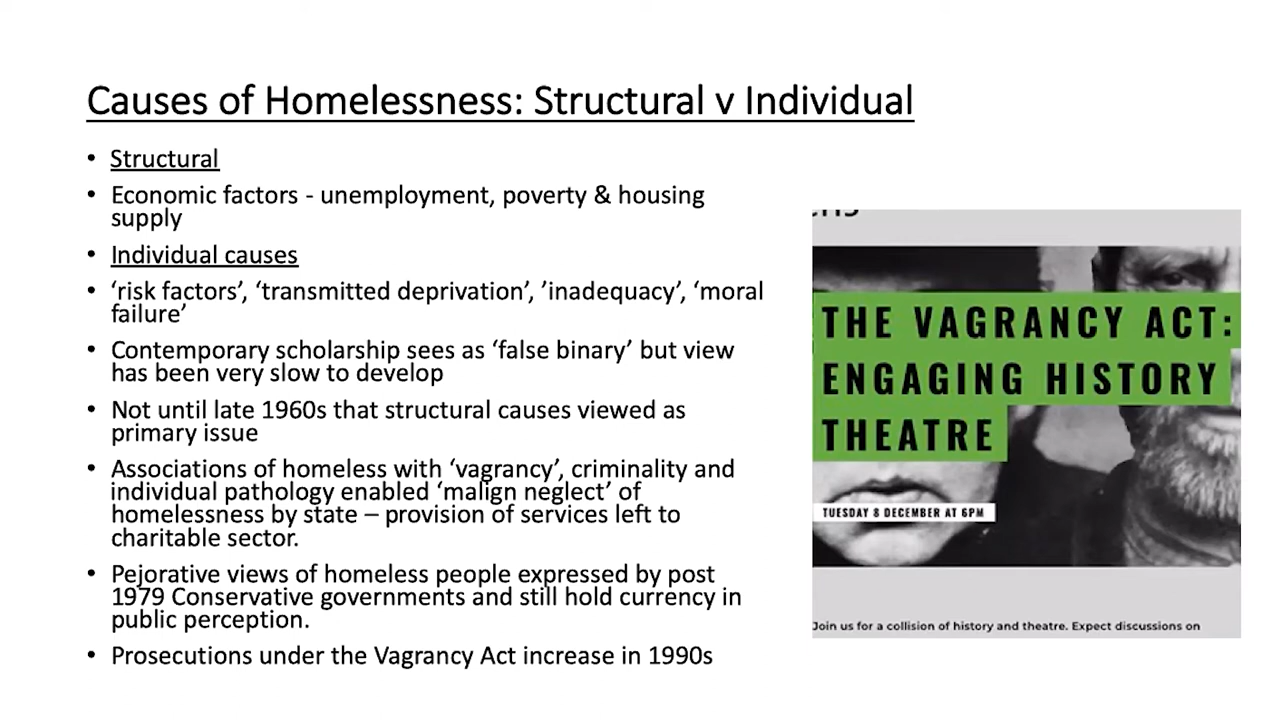 Causes of Homelessness: Structural v Individual
• Structural
• Economic factors - unemployment, poverty & housing
supply
• Individual causes
• ‘risk factors’, ‘transmitted deprivation’, ’inadequacy’, ‘moral
failure’
• Contemporary scholarship sees as ‘false binary’ but view
has been very slow to develop
• Not until late 1960s that structural causes viewed as
primary issue
• Associations of homeless with ‘vagrancy’, criminality and
individual pathology enabled ‘malign neglect’ of
homelessness by state – provision of services left to
charitable sector.
• Pejorative views of homeless people expressed by post
1979 Conservative governments and still hold currency in
public perception.
• Prosecutions under the Vagrancy Act increase in 1990s
THE VAGRANCY ACT:
ENGAGING HISTORY
THEATRE
TUESDAY 8 DECEMBER AT 6PM
Join us for a collision of history and theatre. Expect discussions on